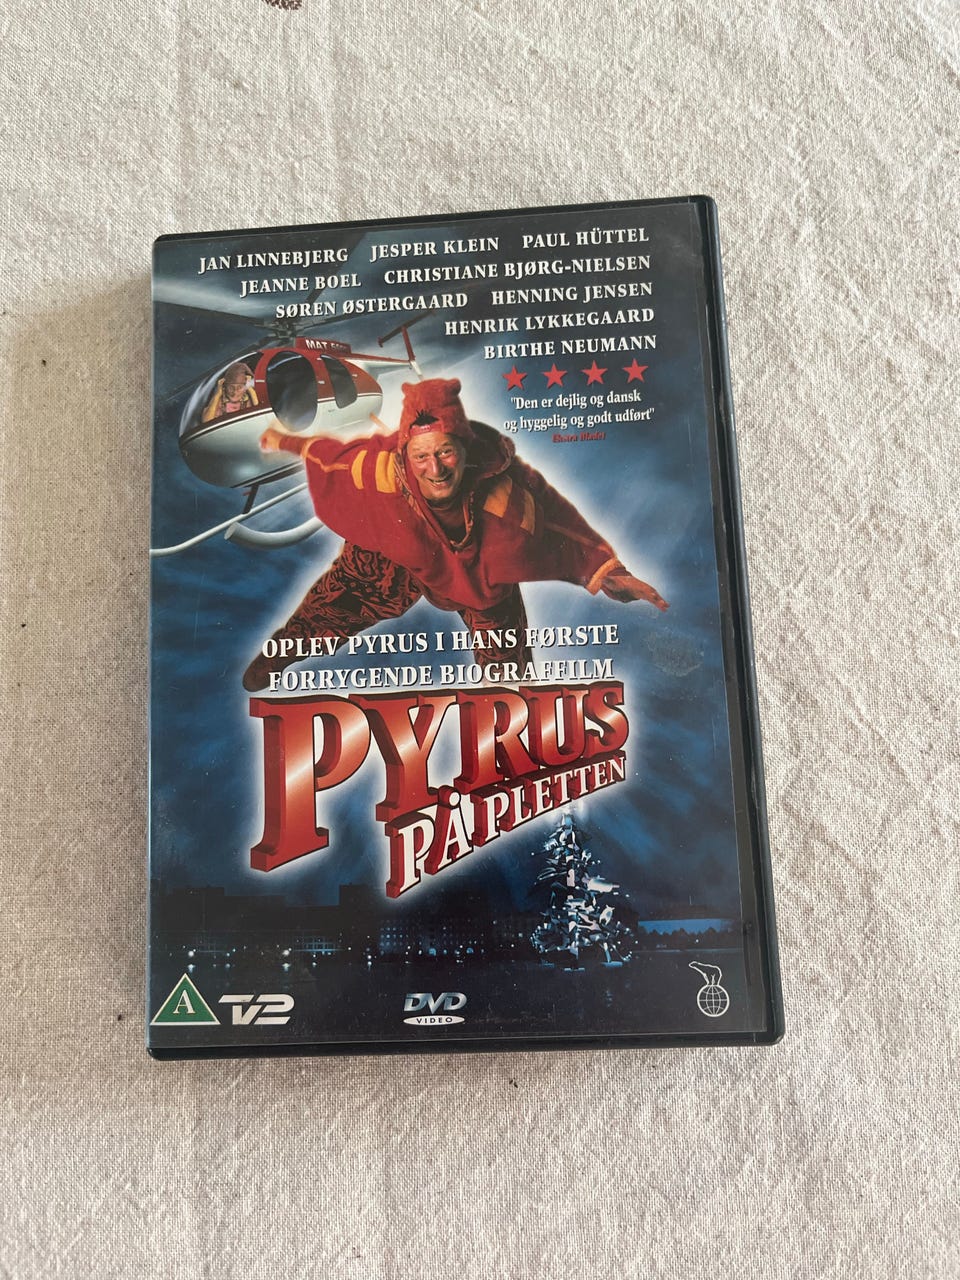 JAN LINNEBJERG JESPER KLEIN PAUL HÜTTEL
JEANNE BOEL CHRISTIANE BJØRG-NIELSEN
SØREN ØSTERGAARD HENNING JENSEN
HENRIK LYKKEGAARD
BIRTHE NEUMANN
"Den er dejlig og dansk
og hyggelig og godt udført"
Ekstra Bladet
OPLEV PYRUS I HANS FØRSTE
FORRYGENDE BIOGRAFFILM
PYRUS
PÅ PLETTEN
A TV2 DVD
VIDEO